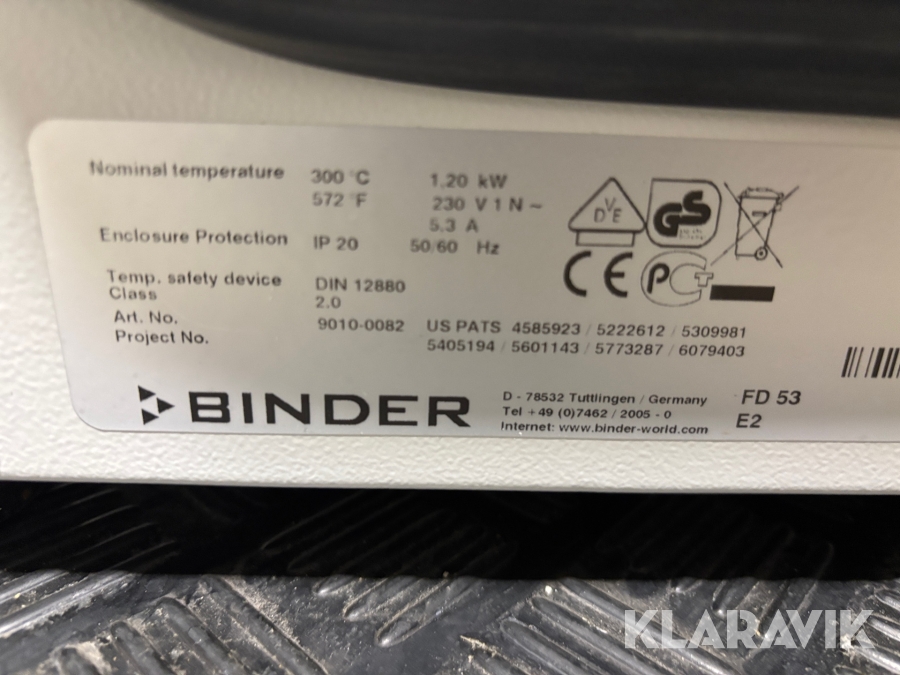 Nominal temperature 300 °C 1,20 kW
572 °F 230 V 1 N ~
5.3 A
Enclosure Protection IP 20 50/60 Hz
Temp. safety device DIN 12880
Class 2.0
Art. No. 9010-0082 US PATS 4585923 / 5222612 / 5309981
Project No. 5405194 / 5601143 / 5773287 / 6079403
VDE
GS
CE
PCT
BINDER
D - 78532 Tuttlingen / Germany
Tel +49 (0)7462 / 2005 - 0
Internet: www.binder-world.com
FD 53
E2
KLARAVIK